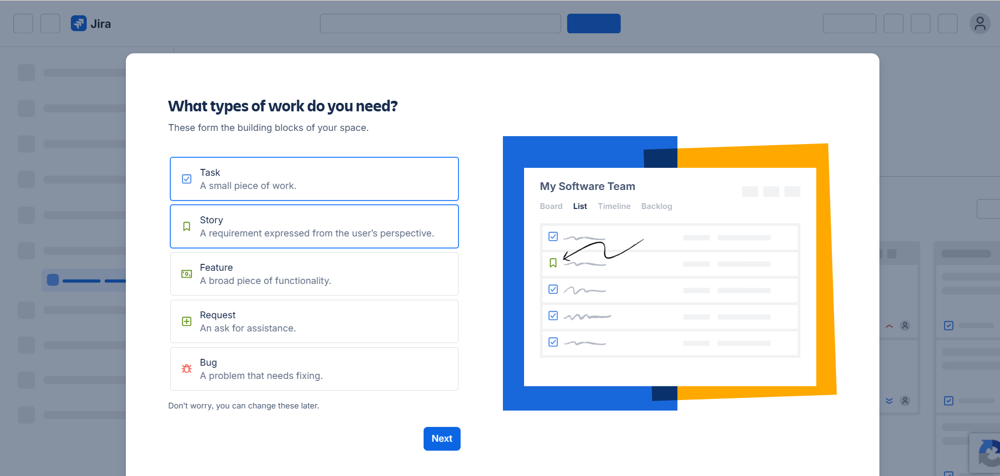 Jira
What types of work do you need?
These form the building blocks of your space.
Task
A small piece of work.
Story
A requirement expressed from the user’s perspective.
Feature
A broad piece of functionality.
Request
An ask for assistance.
Bug
A problem that needs fixing.
Don't worry, you can change these later.
Next
My Software Team
Board List Timeline Backlog